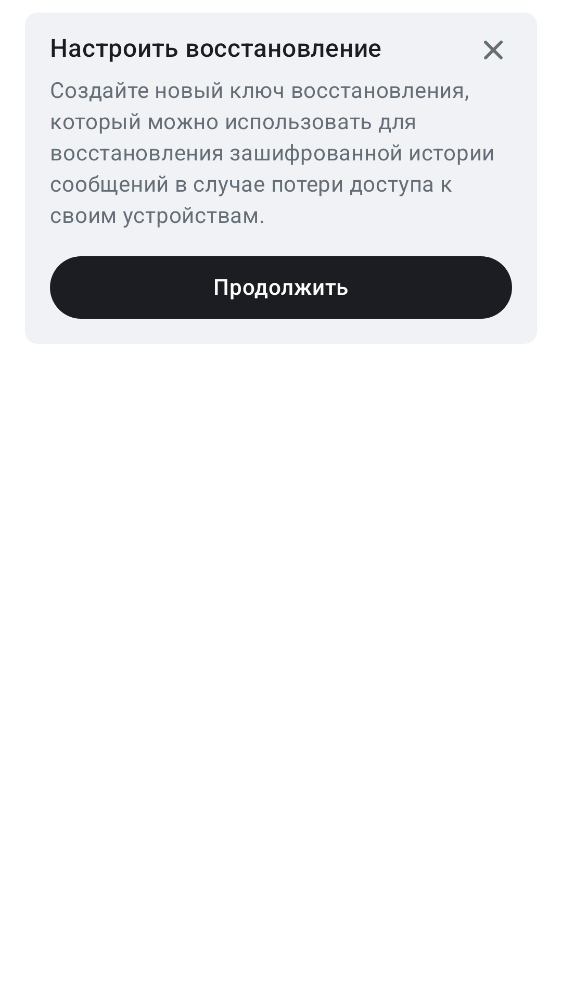 Настроить восстановление
Создайте новый ключ восстановления,
который можно использовать для
восстановления зашифрованной истории
сообщений в случае потери доступа к
своим устройствам.
Продолжить